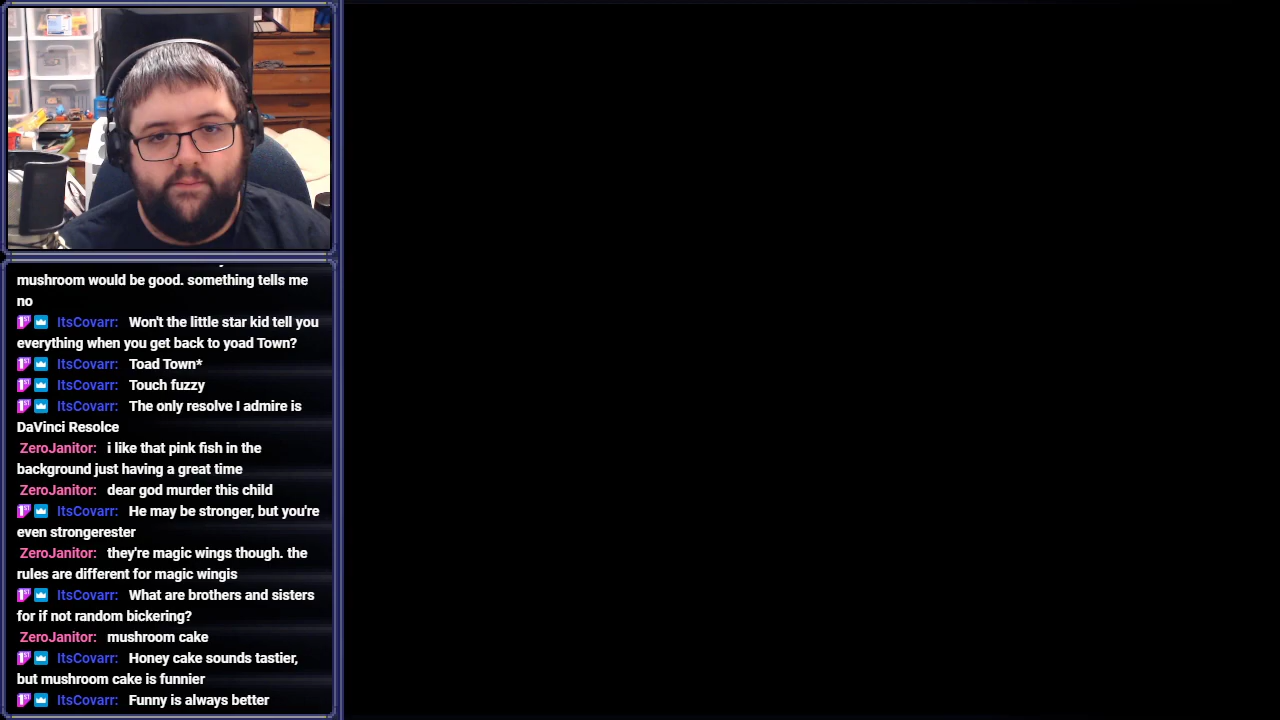 mushroom would be good. something tells me
no
ItsCovarr: Won't the little star kid tell you
everything when you get back to yoad Town?
ItsCovarr: Toad Town*
ItsCovarr: Touch fuzzy
ItsCovarr: The only resolve I admire is
DaVinci Resolce
ZeroJanitor: i like that pink fish in the
background just having a great time
ZeroJanitor: dear god murder this child
ItsCovarr: He may be stronger, but you're
even strongerester
ZeroJanitor: they're magic wings though. the
rules are different for magic wingis
ItsCovarr: What are brothers and sisters
for if not random bickering?
ZeroJanitor: mushroom cake
ItsCovarr: Honey cake sounds tastier,
but mushroom cake is funnier
ItsCovarr: Funny is always better